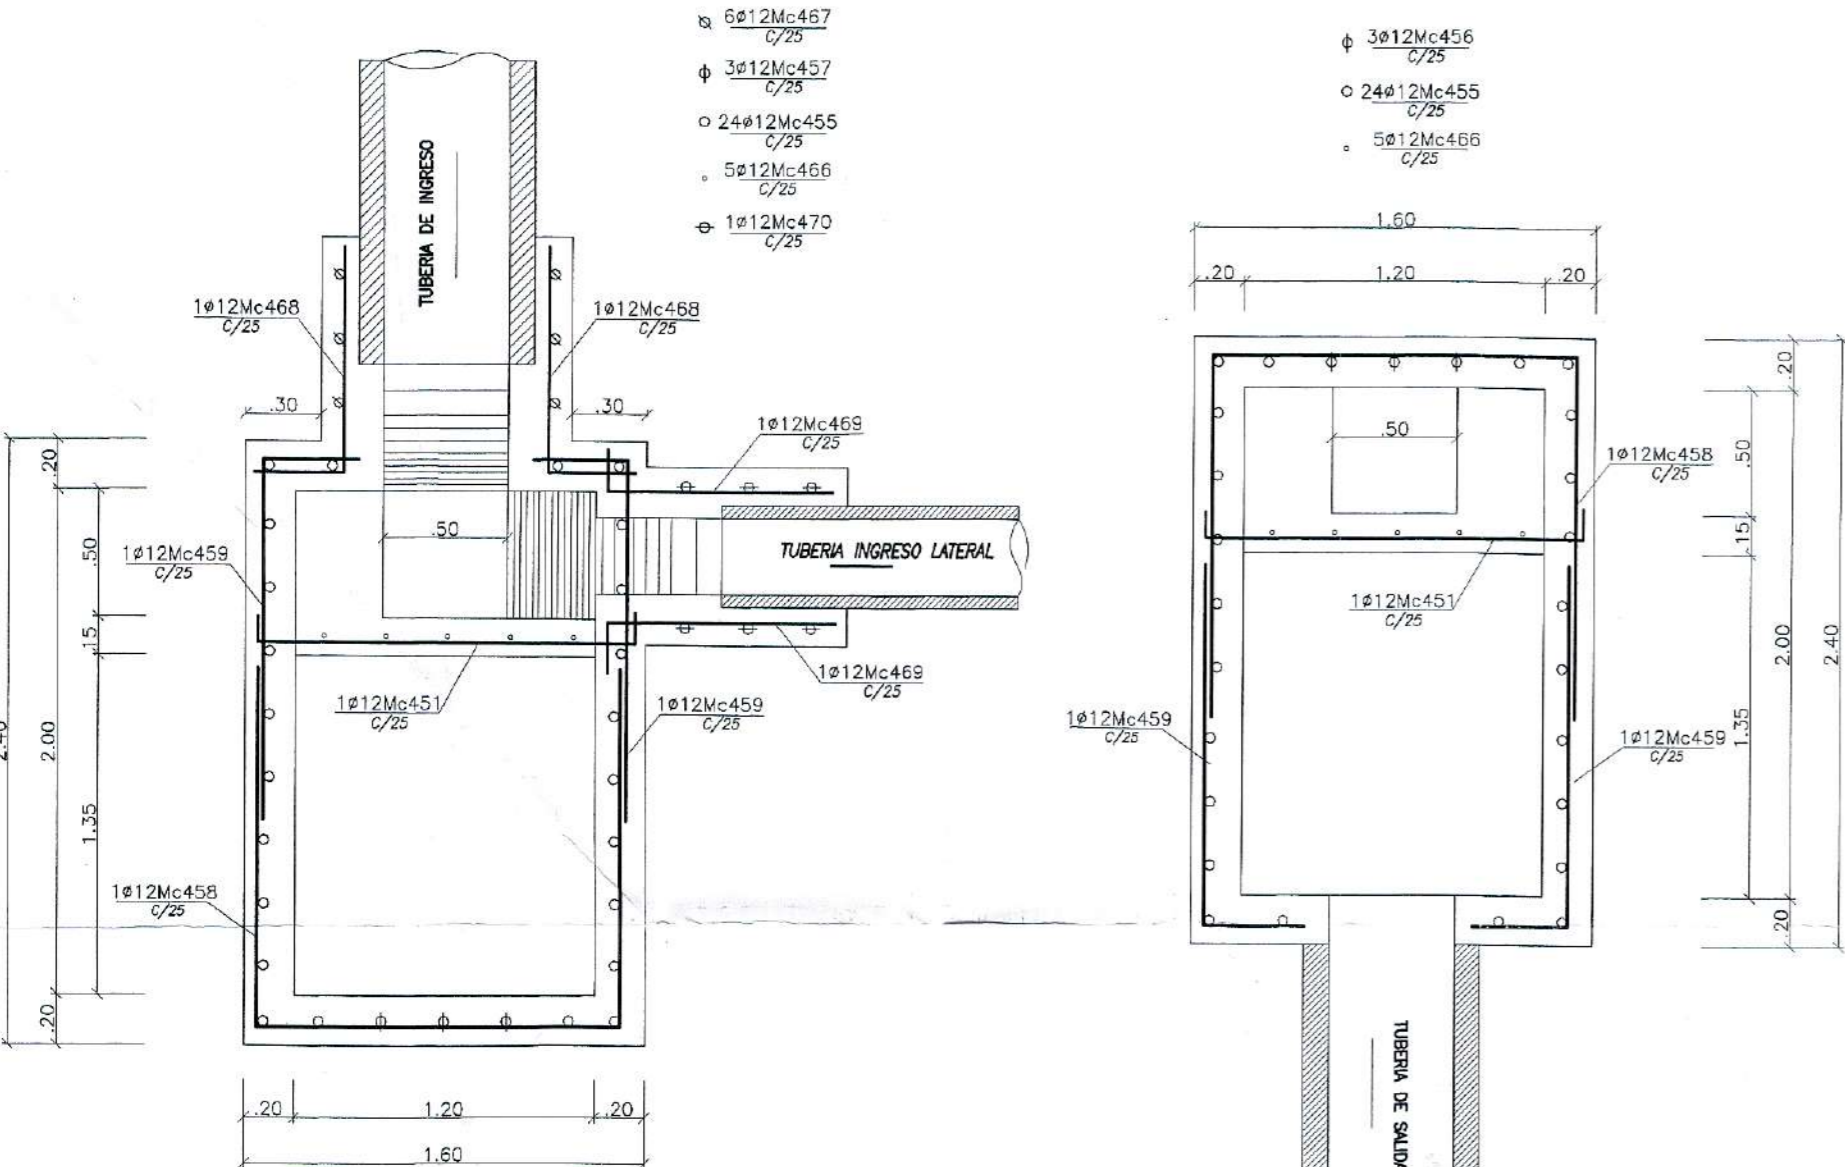 6ø12Mc467
C/25
3ø12Mc457
C/25
24ø12Mc455
C/25
5ø12Mc466
C/25
1ø12Mc470
C/25
3ø12Mc456
C/25
24ø12Mc455
C/25
5ø12Mc466
C/25
TUBERIA DE INGRESO
1ø12Mc468
C/25
1ø12Mc468
C/25
.30
.30
1ø12Mc469
C/25
.20
.50
.50
1ø12Mc459
C/25
TUBERIA INGRESO LATERAL
.15
1ø12Mc469
C/25
1ø12Mc451
C/25
1ø12Mc459
C/25
2.00
1.35
1ø12Mc458
C/25
.20
.20
1.20
.20
1.60
1.60
.20
1.20
.20
.20
.50
.50
1ø12Mc458
C/25
.15
1ø12Mc451
C/25
2.00
2.40
1ø12Mc459
C/25
1.35
1ø12Mc459
C/25
.20
TUBERIA DE SALIDA